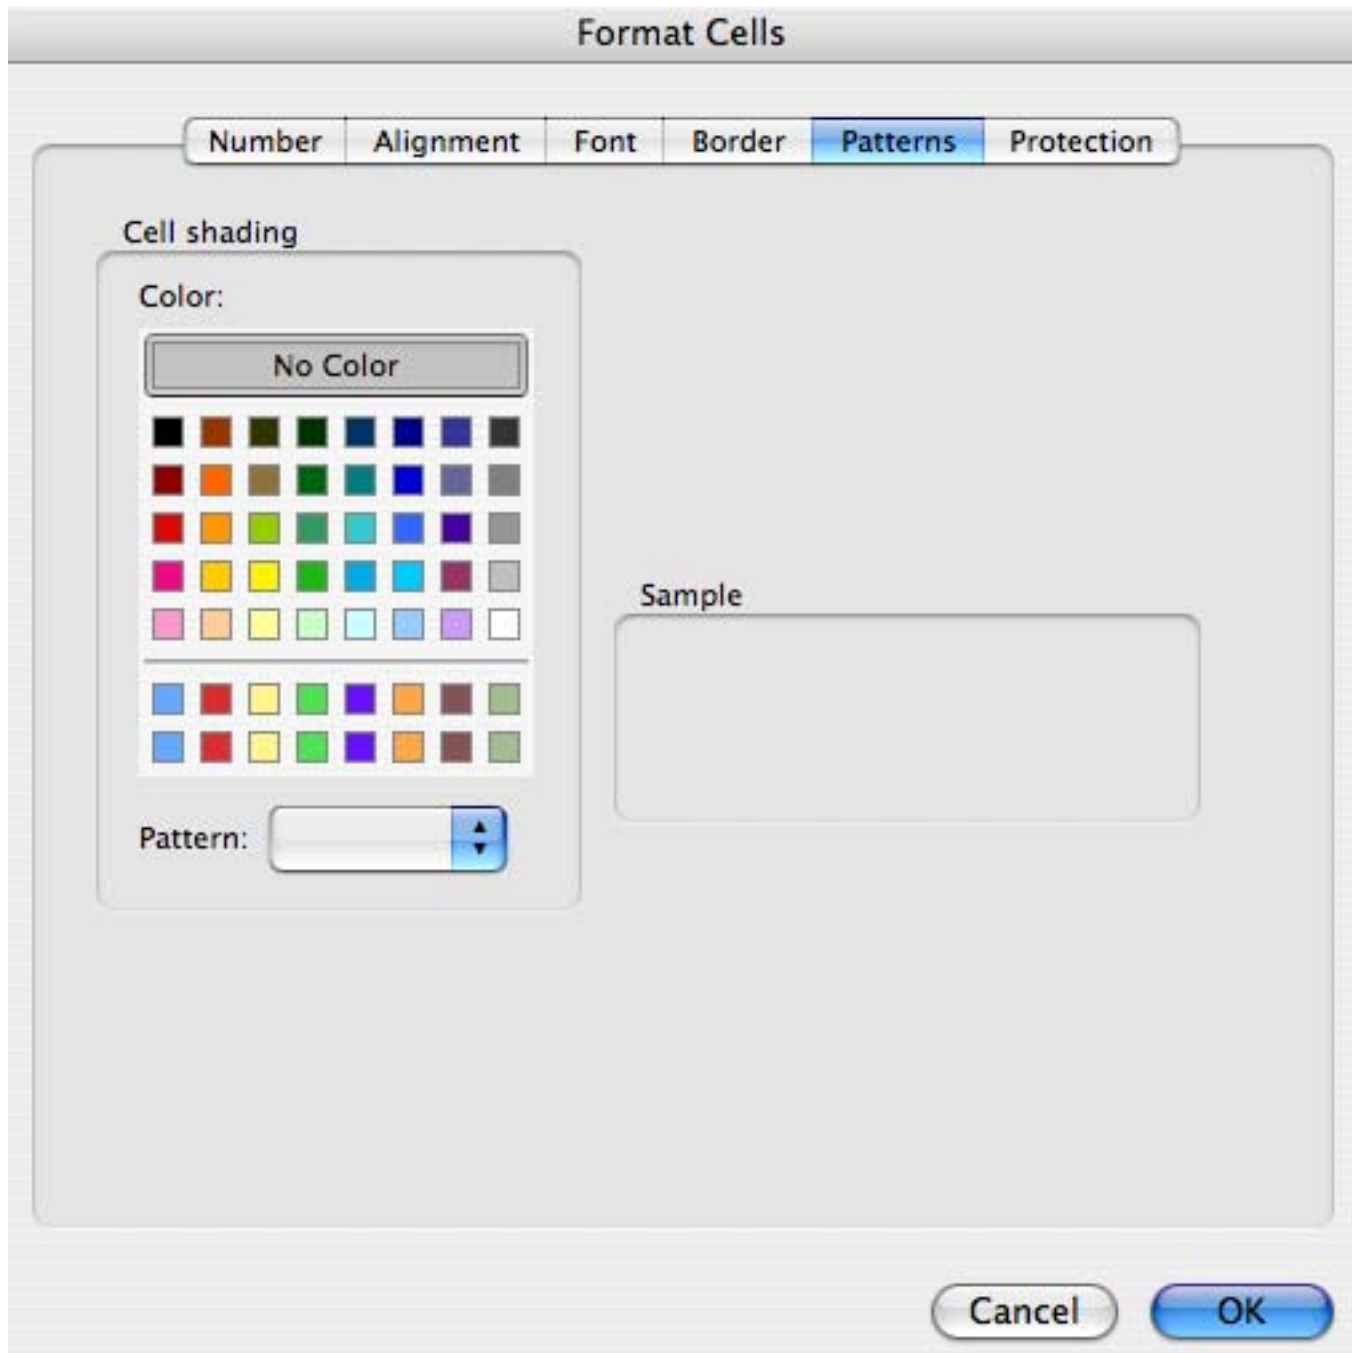 Format Cells
Number Alignment Font Border Patterns Protection
Cell shading
Color:
No Color
Sample
Pattern:
Cancel OK